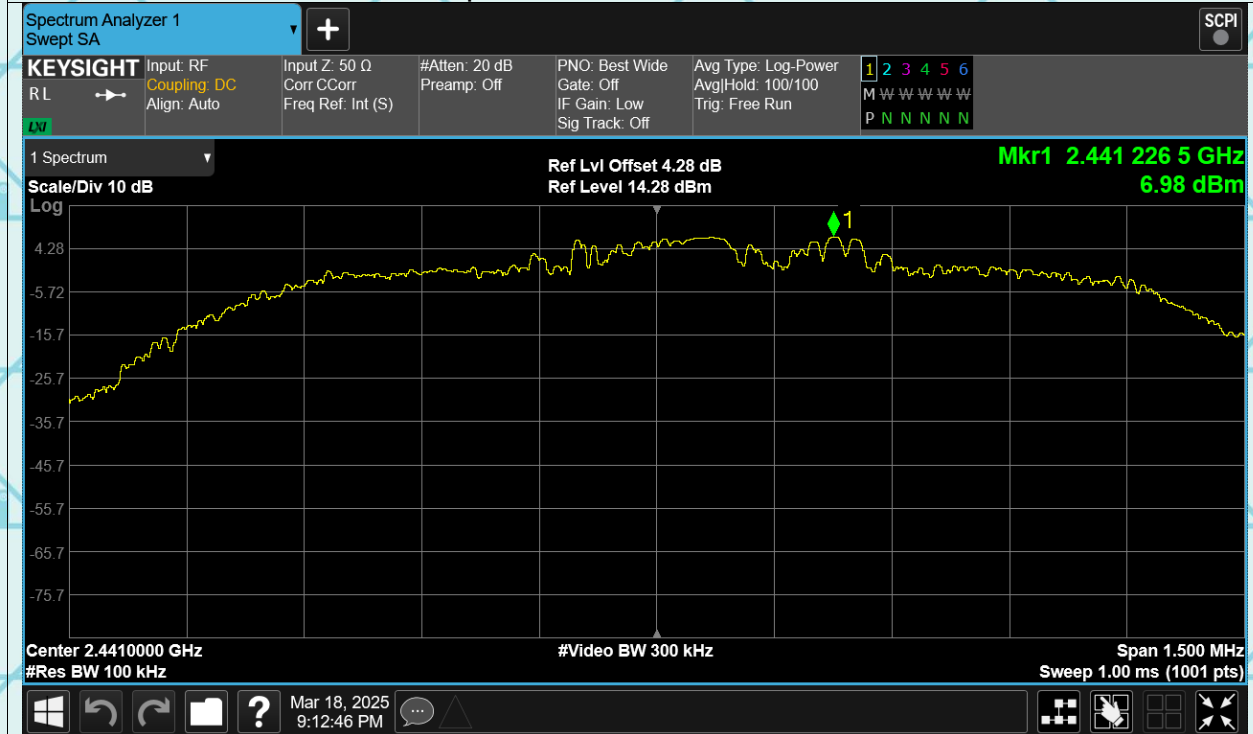 Spectrum Analyzer 1
Swept SA
▼
+
SCPI
KEYSIGHT
R L
LXI
Input: RF
Coupling: DC
Align: Auto
Input Z: 50 Ω
Corr CCorr
Freq Ref: Int (S)
#Atten: 20 dB
Preamp: Off
PNO: Best Wide
Gate: Off
IF Gain: Low
Sig Track: Off
Avg Type: Log-Power
Avg|Hold: 100/100
Trig: Free Run
1 2 3 4 5 6
M W W W W W
P N N N N N
1 Spectrum ▼
Scale/Div 10 dB
Ref Lvl Offset 4.28 dB
Ref Level 14.28 dBm
Mkr1 2.441 226 5 GHz
6.98 dBm
Log
1
4.28
-5.72
-15.7
-25.7
-35.7
-45.7
-55.7
-65.7
-75.7
Center 2.4410000 GHz
#Res BW 100 kHz
#Video BW 300 kHz
Span 1.500 MHz
Sweep 1.00 ms (1001 pts)
?
Mar 18, 2025
9:12:46 PM